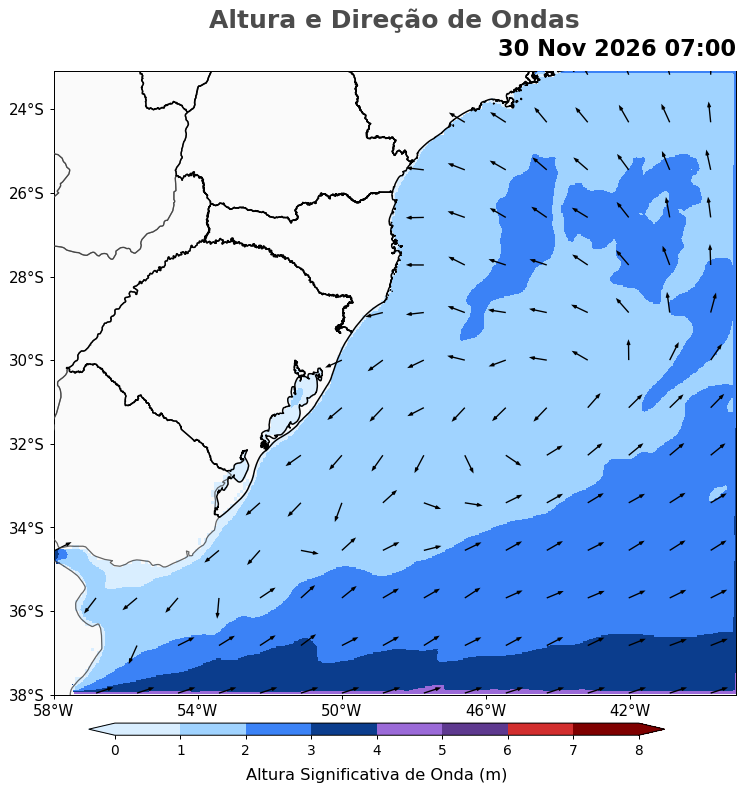 Altura e Direção de Ondas
30 Nov 2026 07:00
24°S
26°S
28°S
30°S
32°S
34°S
36°S
38°S
58°W 54°W 50°W 46°W 42°W
0 1 2 3 4 5 6 7 8
Altura Significativa de Onda (m)